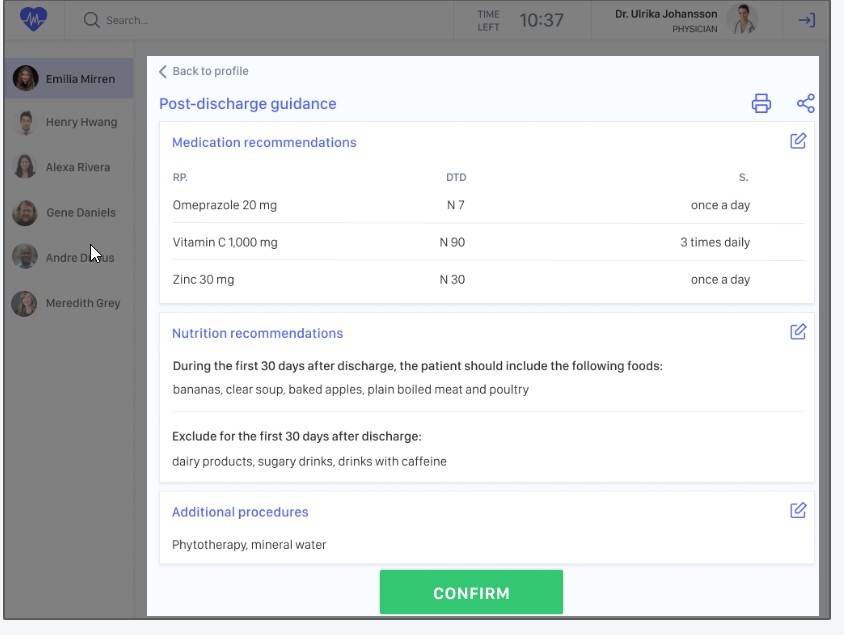 Search...
TIME LEFT
10:37
Dr. Ulrika Johansson
PHYSICIAN
Emilia Mirren
Henry Hwang
Alexa Rivera
Gene Daniels
Andre
Meredith Grey
Back to profile
Post-discharge guidance
Medication recommendations
RP. DTD S.
Omeprazole 20 mg N 7 once a day
Vitamin C 1,000 mg N 90 3 times daily
Zinc 30 mg N 30 once a day
Nutrition recommendations
During the first 30 days after discharge, the patient should include the following foods:
bananas, clear soup, baked apples, plain boiled meat and poultry
Exclude for the first 30 days after discharge:
dairy products, sugary drinks, drinks with caffeine
Additional procedures
Phytotherapy, mineral water
CONFIRM